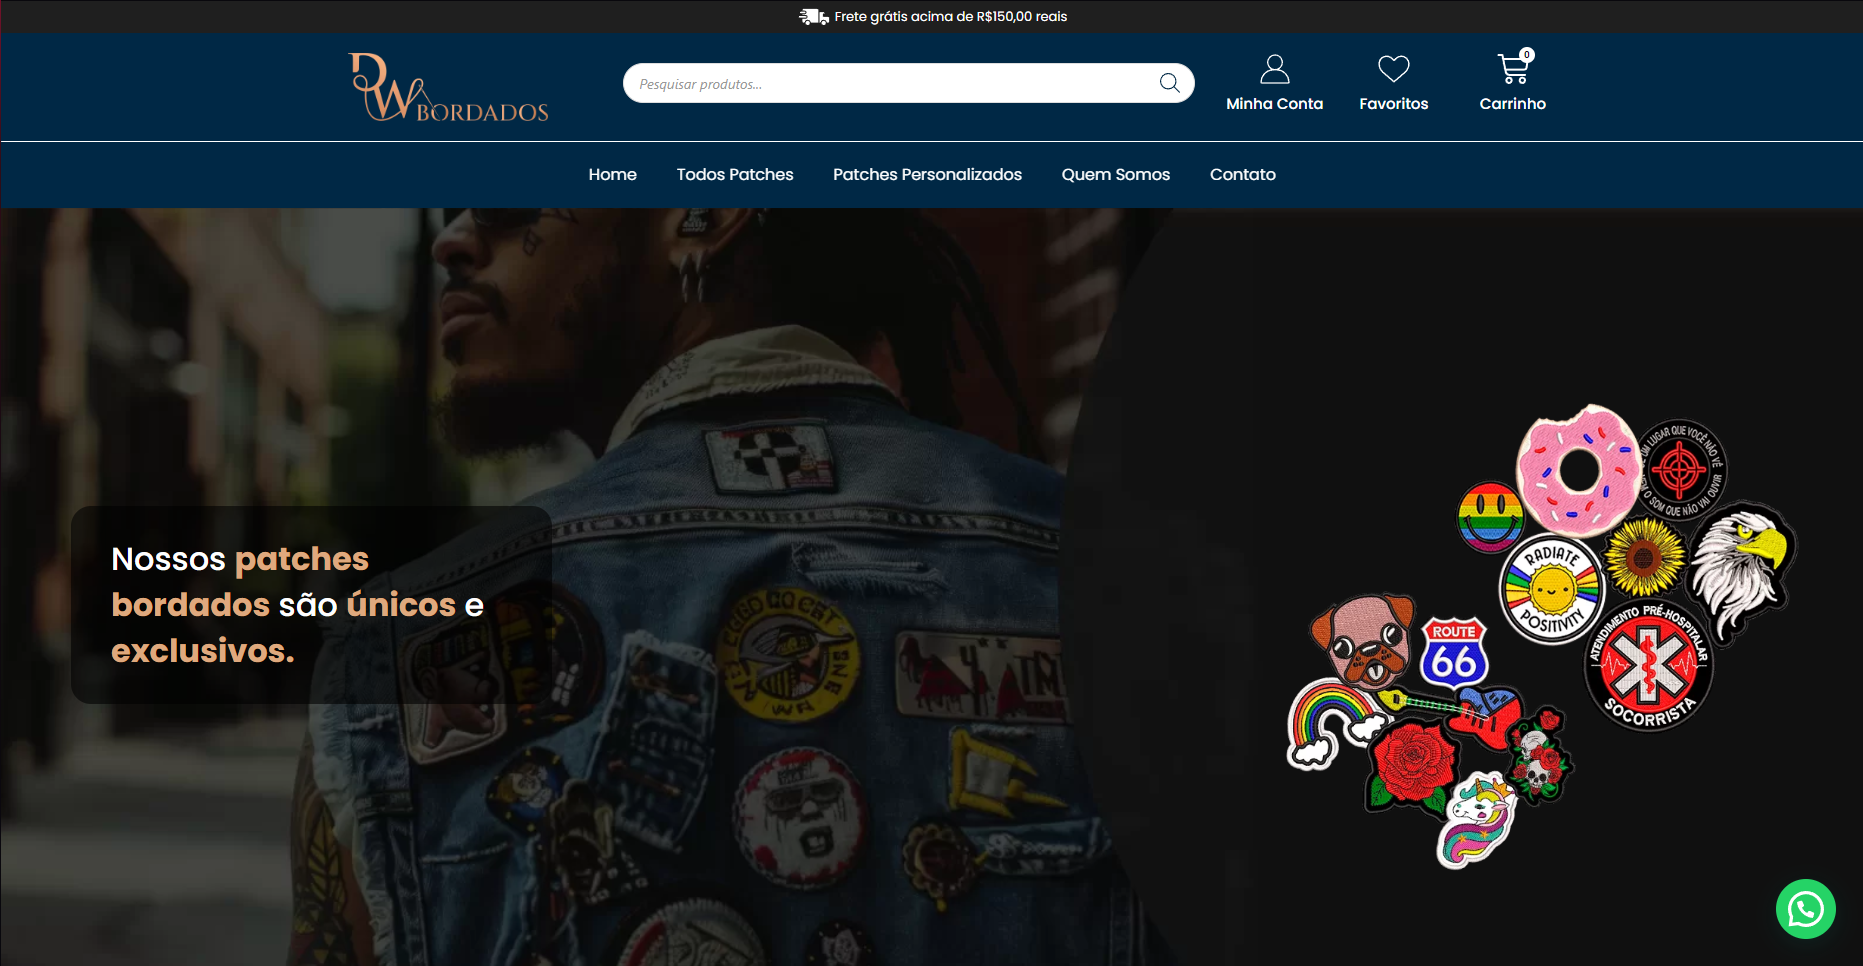 Frete grátis acima de R$150,00 reais
DW BORDADOS
Pesquisar produtos...
Minha Conta
Favoritos
0
Carrinho
Home
Todos Patches
Patches Personalizados
Quem Somos
Contato
Nossos patches
bordados são únicos e
exclusivos.
UM LUGAR QUE VOCÊ NÃO VÊ
EM O SOM QUE NÃO VAI OUVIR
RADIATE
POSITIVITY
ROUTE
66
ATENDIMENTO PRÉ-HOSPITALAR
SOCORRISTA